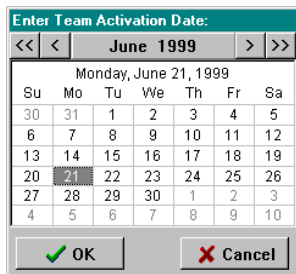 Enter Team Activation Date:
<< < June 1999 > >>
Monday, June 21, 1999
Su Mo Tu We Th Fr Sa
30 31 1 2 3 4 5
6 7 8 9 10 11 12
13 14 15 16 17 18 19
20 21 22 23 24 25 26
27 28 29 30 1 2 3
4 5 6 7 8 9 10
OK Cancel